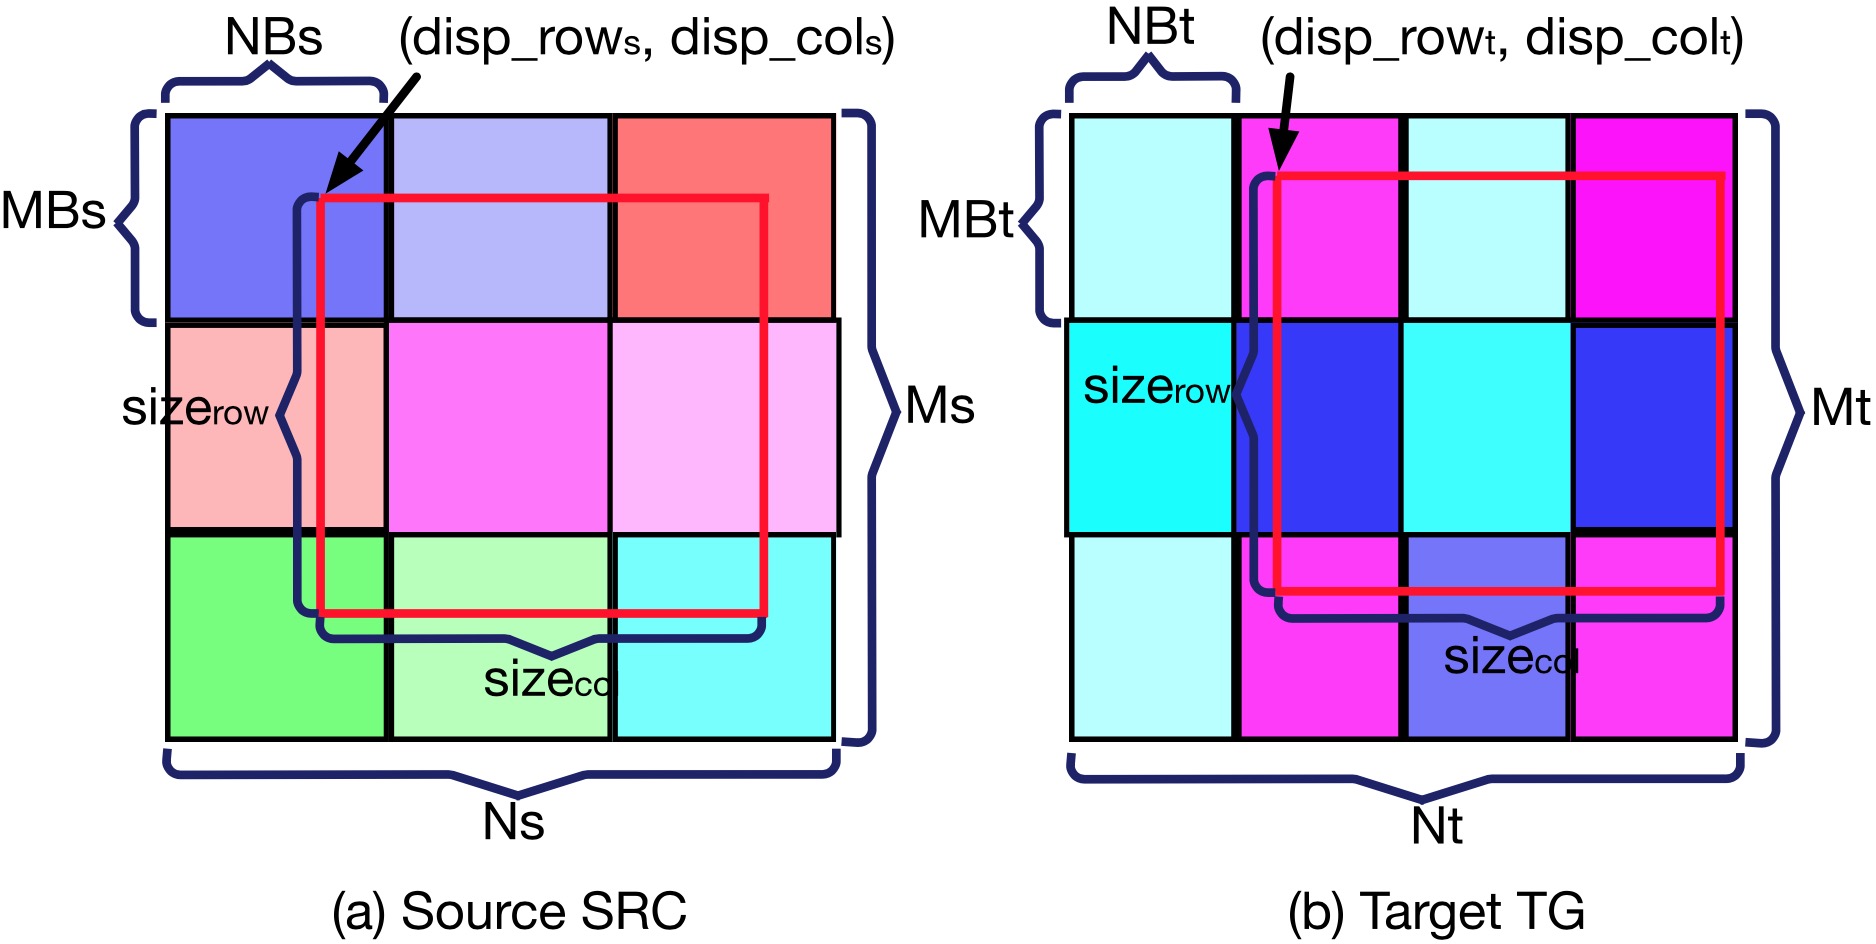 NBs
(disp_rows, disp_cols)
MBs
sizerow
Ms
sizecol
Ns
(a) Source SRC
NBt
(disp_rowt, disp_colt)
MBt
sizerow
Mt
sizecol
Nt
(b) Target TG